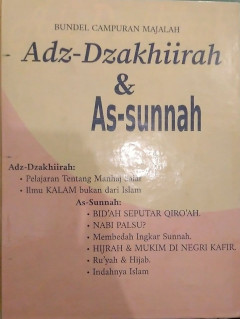 BUNDEL CAMPURAN MAJALAH
Adz-Dzakhiirah
&
As-sunnah
Adz-Dzakhiirah:
• Pelajaran Tentang Manhaj Salaf
• Ilmu KALAM bukan dari Islam
As-Sunnah:
• BID'AH SEPUTAR QIRO'AH.
• NABI PALSU?
• Membedah Ingkar Sunnah.
• HIJRAH & MUKIM DI NEGRI KAFIR.
• Ru'yah & Hijab.
• Indahnya Islam